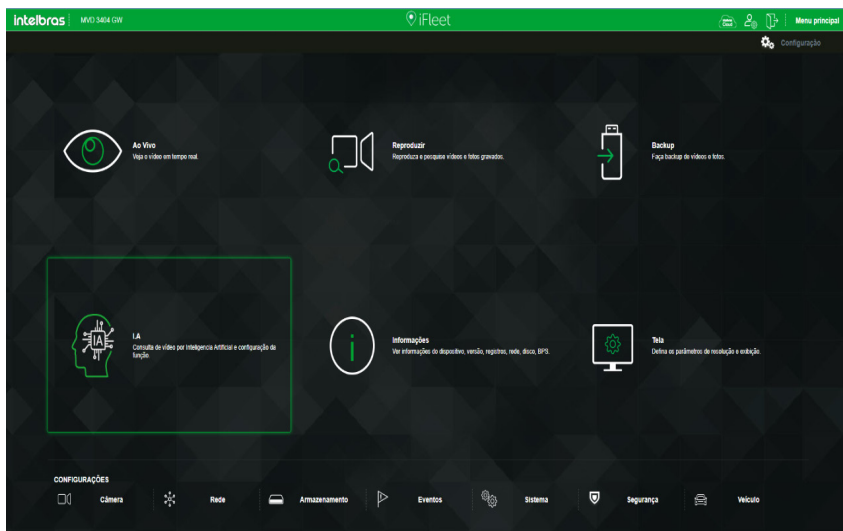 intelbras MVD 3404 GW iFleet Menu principal
Configuração
Ao Vivo
Veja o vídeo em tempo real.
Reproduzir
Reproduza e pesquise vídeos e fotos gravados.
Backup
Faça backup de vídeos e fotos.
IA
I.A
Consulta de vídeo por Inteligencia Artificial e configuração da
função
Informações
Ver informações do dispositivo, versão, registros, rede, disco, BPS.
Tela
Defina os parâmetros de resolução e exibição.
CONFIGURAÇÕES
Câmera Rede Armazenamento Eventos Sistema Segurança Veículo